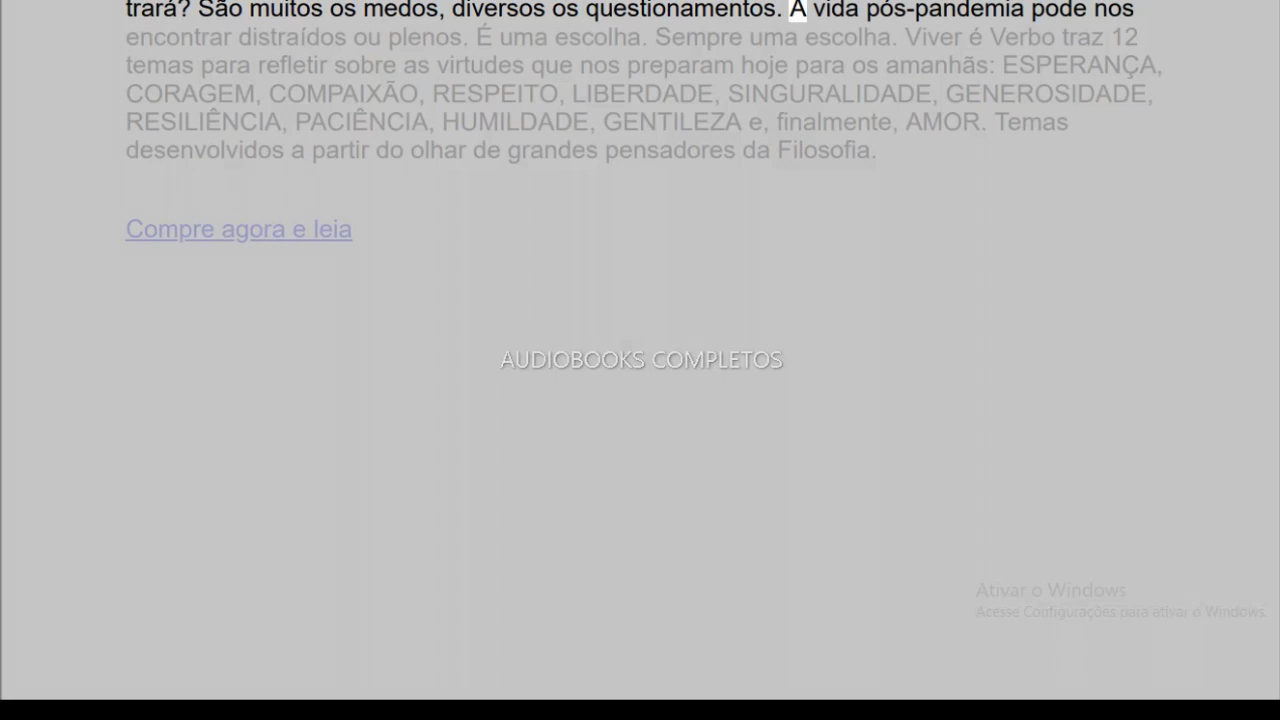 trará? São muitos os medos, diversos os questionamentos. A vida pós-pandemia pode nos
encontrar distraídos ou plenos. É uma escolha. Sempre uma escolha. Viver é Verbo traz 12
temas para refletir sobre as virtudes que nos preparam hoje para os amanhãs: ESPERANÇA,
CORAGEM, COMPAIXÃO, RESPEITO, LIBERDADE, SINGURALIDADE, GENEROSIDADE,
RESILIÊNCIA, PACIÊNCIA, HUMILDADE, GENTILEZA e, finalmente, AMOR. Temas
desenvolvidos a partir do olhar de grandes pensadores da Filosofia.
Compre agora e leia
AUDIOBOOKS COMPLETOS
Ativar o Windows
Acesse Configurações para ativar o Windows.